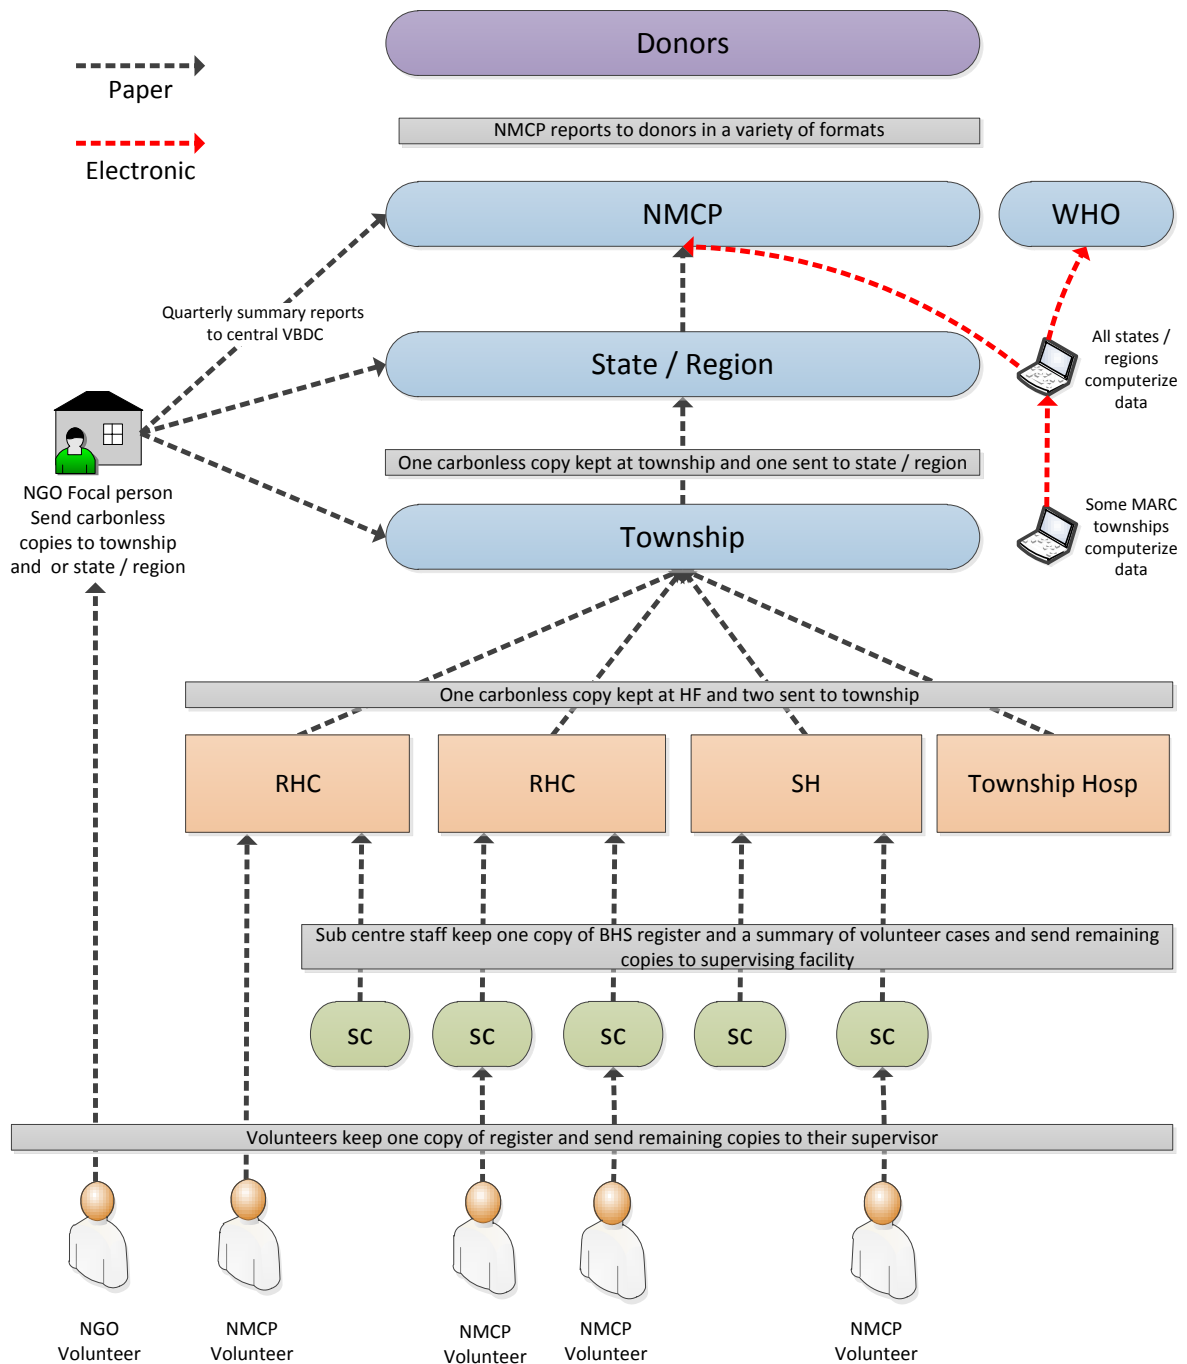 Donors
Paper
NMCP reports to donors in a variety of formats
Electronic
NMCP
WHO
Quarterly summary reports
to central VBDC
State / Region
All states /
regions
computerize
data
One carbonless copy kept at township and one sent to state / region
NGO Focal person
Send carbonless
copies to township
and or state / region
Township
Some MARC
townships
computerize
data
One carbonless copy kept at HF and two sent to township
RHC
RHC
SH
Township Hosp
Sub centre staff keep one copy of BHS register and a summary of volunteer cases and send remaining
copies to supervising facility
sc
sc
sc
sc
sc
Volunteers keep one copy of register and send remaining copies to their supervisor
NGO
Volunteer
NMCP
Volunteer
NMCP
Volunteer
NMCP
Volunteer
NMCP
Volunteer